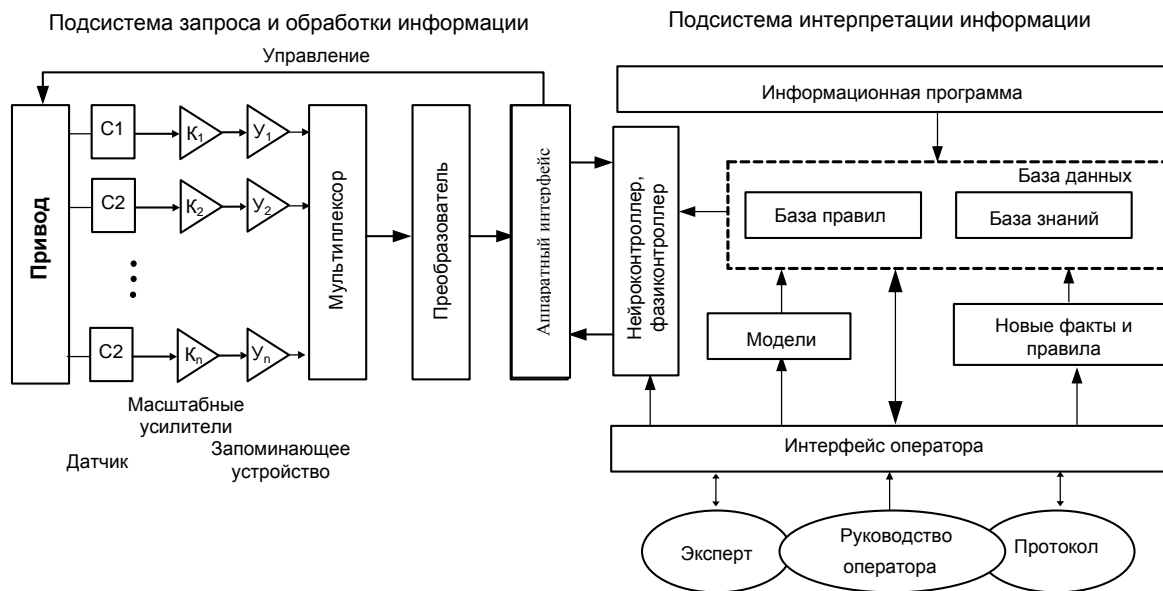 Подсистема запроса и обработки информации
Подсистема интерпретации информации
Управление
Привод
С1
К1
У1
С2
К2
У2
С2
Кn
Уn
Мультиплексор
Преобразователь
Аппаратный интерфейс
Масштабные
усилители
Запоминающее
устройство
Датчик
Нейроконтроллер,
фазиконтроллер
Информационная программа
База данных
База правил
База знаний
Модели
Новые факты и
правила
Интерфейс оператора
Эксперт
Руководство
оператора
Протокол